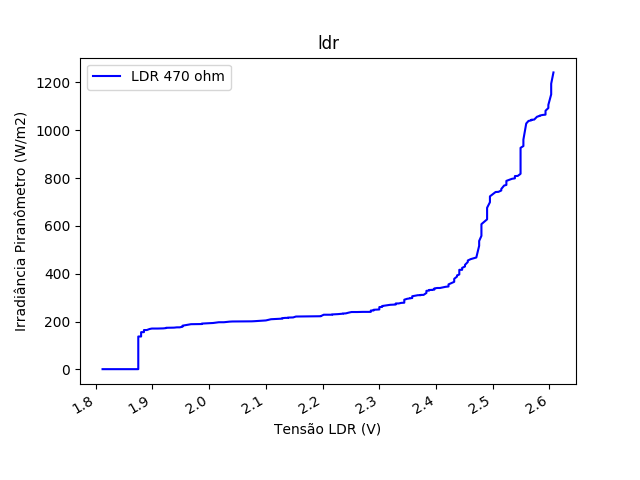 ldr
LDR 470 ohm
Irradiância Piranômetro (W/m2)
1200
1000
800
600
400
200
0
1.8 1.9 2.0 2.1 2.2 2.3 2.4 2.5 2.6
Tensão LDR (V)